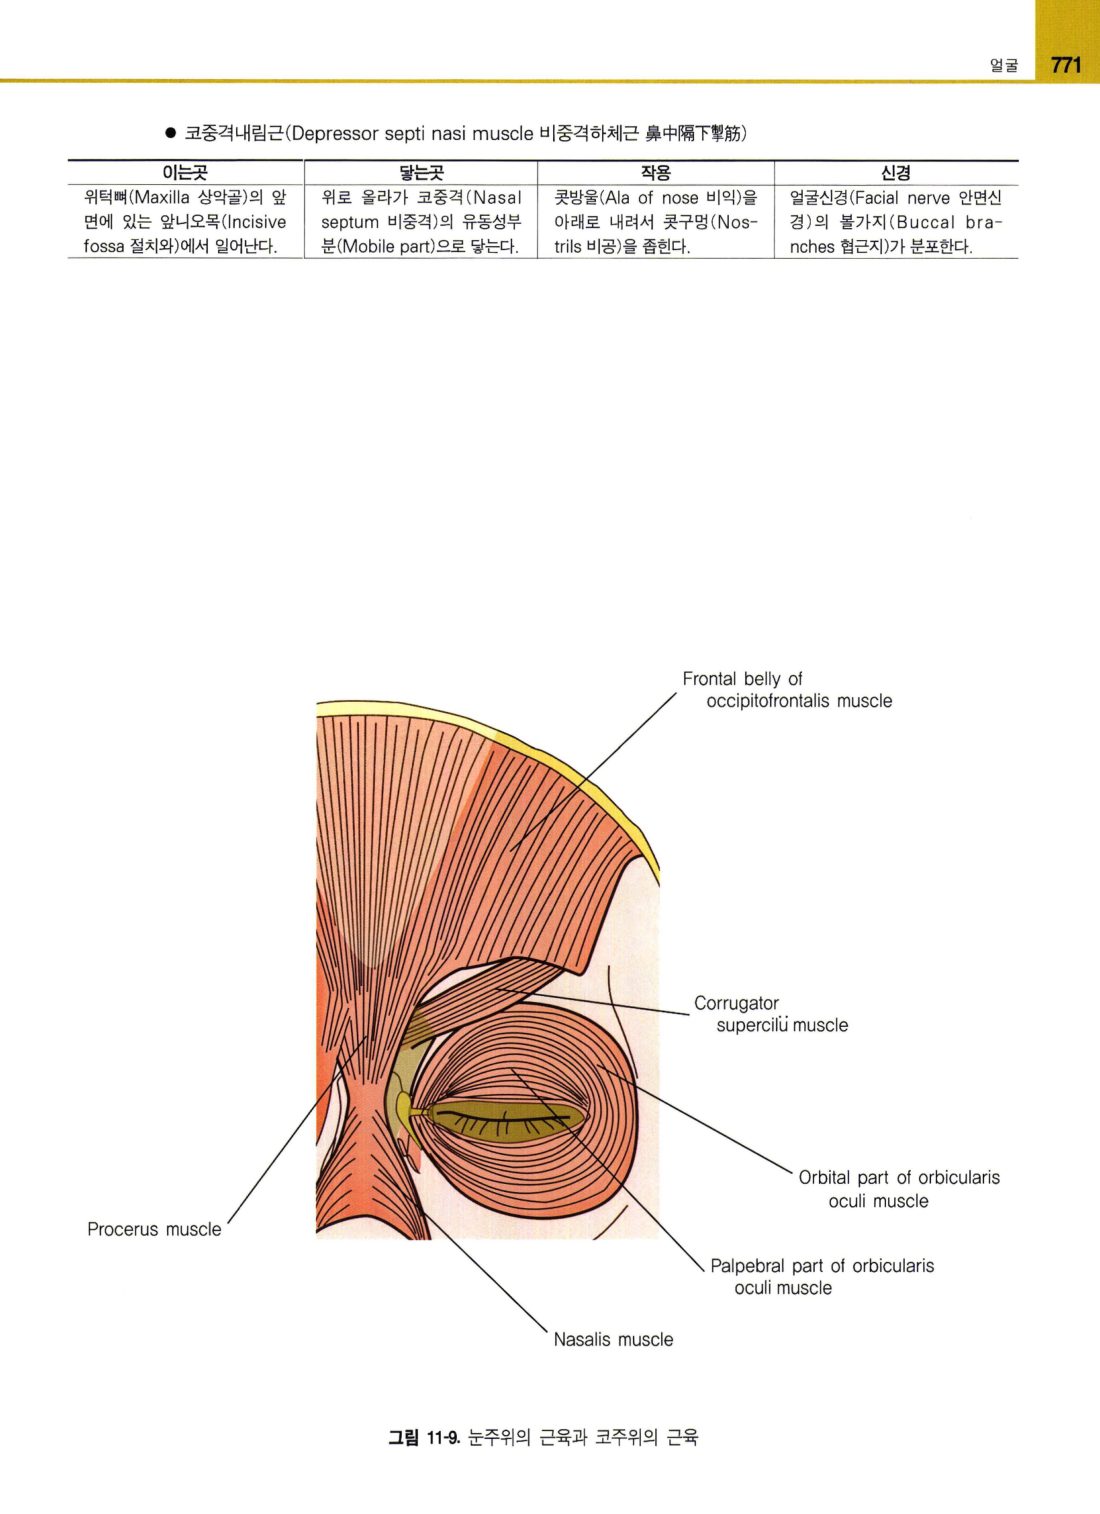 얼굴 771
● 코중격내림근(Depressor septi nasi muscle 비중격하체근 鼻中隔下掣筋)
이는곳 닿는곳 작용 신경
위턱뼈(Maxilla 상악골)의 앞
면에 있는 앞니오목(Incisive
fossa 절치와)에서 일어난다.
위로 올라가 코중격(Nasal
septum 비중격)의 유동성부
분(Mobile part)으로 닿는다.
콧방울(Ala of nose 비익)을
아래로 내려서 콧구멍(Nos-
trils 비공)을 좁힌다.
얼굴신경(Facial nerve 안면신
경)의 볼가지(Buccal bra-
nches 협근지)가 분포한다.
Frontal belly of
occipitofrontalis muscle
Corrugator
supercilü muscle
Orbital part of orbicularis
oculi muscle
Procerus muscle
Palpebral part of orbicularis
oculi muscle
Nasalis muscle
그림 11-9. 눈주위의 근육과 코주위의 근육